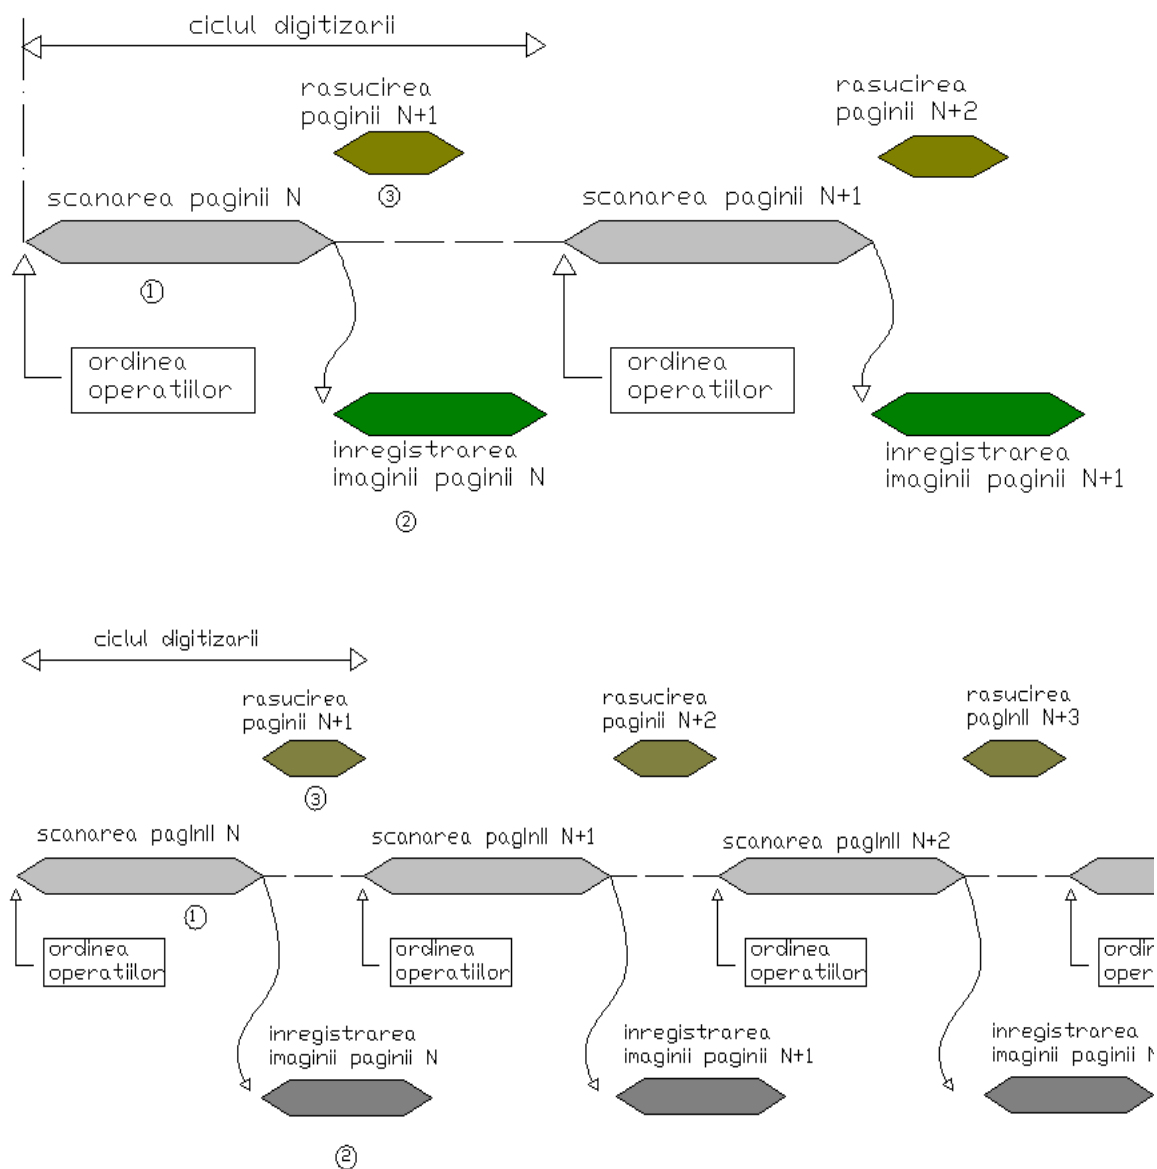 ciclul digitizarii
rasucirea
paginii N+1
rasucirea
paginii N+2
3
scanarea paginii N
scanarea paginii N+1
1
ordinea
operatiilor
ordinea
operatiilor
inregistrarea
imaginii paginii N
inregistrarea
imaginii paginii N+1
2
ciclul digitizarii
rasucirea
paginii N+1
rasucirea
paginii N+2
rasucirea
pagInII N+3
3
scanarea pagInII N
scanarea pagInII N+1
scanarea pagInII N+2
1
ordinea
operatiilor
ordinea
operatiilor
ordinea
operatiilor
inregistrarea
imaginii paginii N
inregistrarea
imaginii paginii N+1
inregistrarea
imaginii paginii N
2